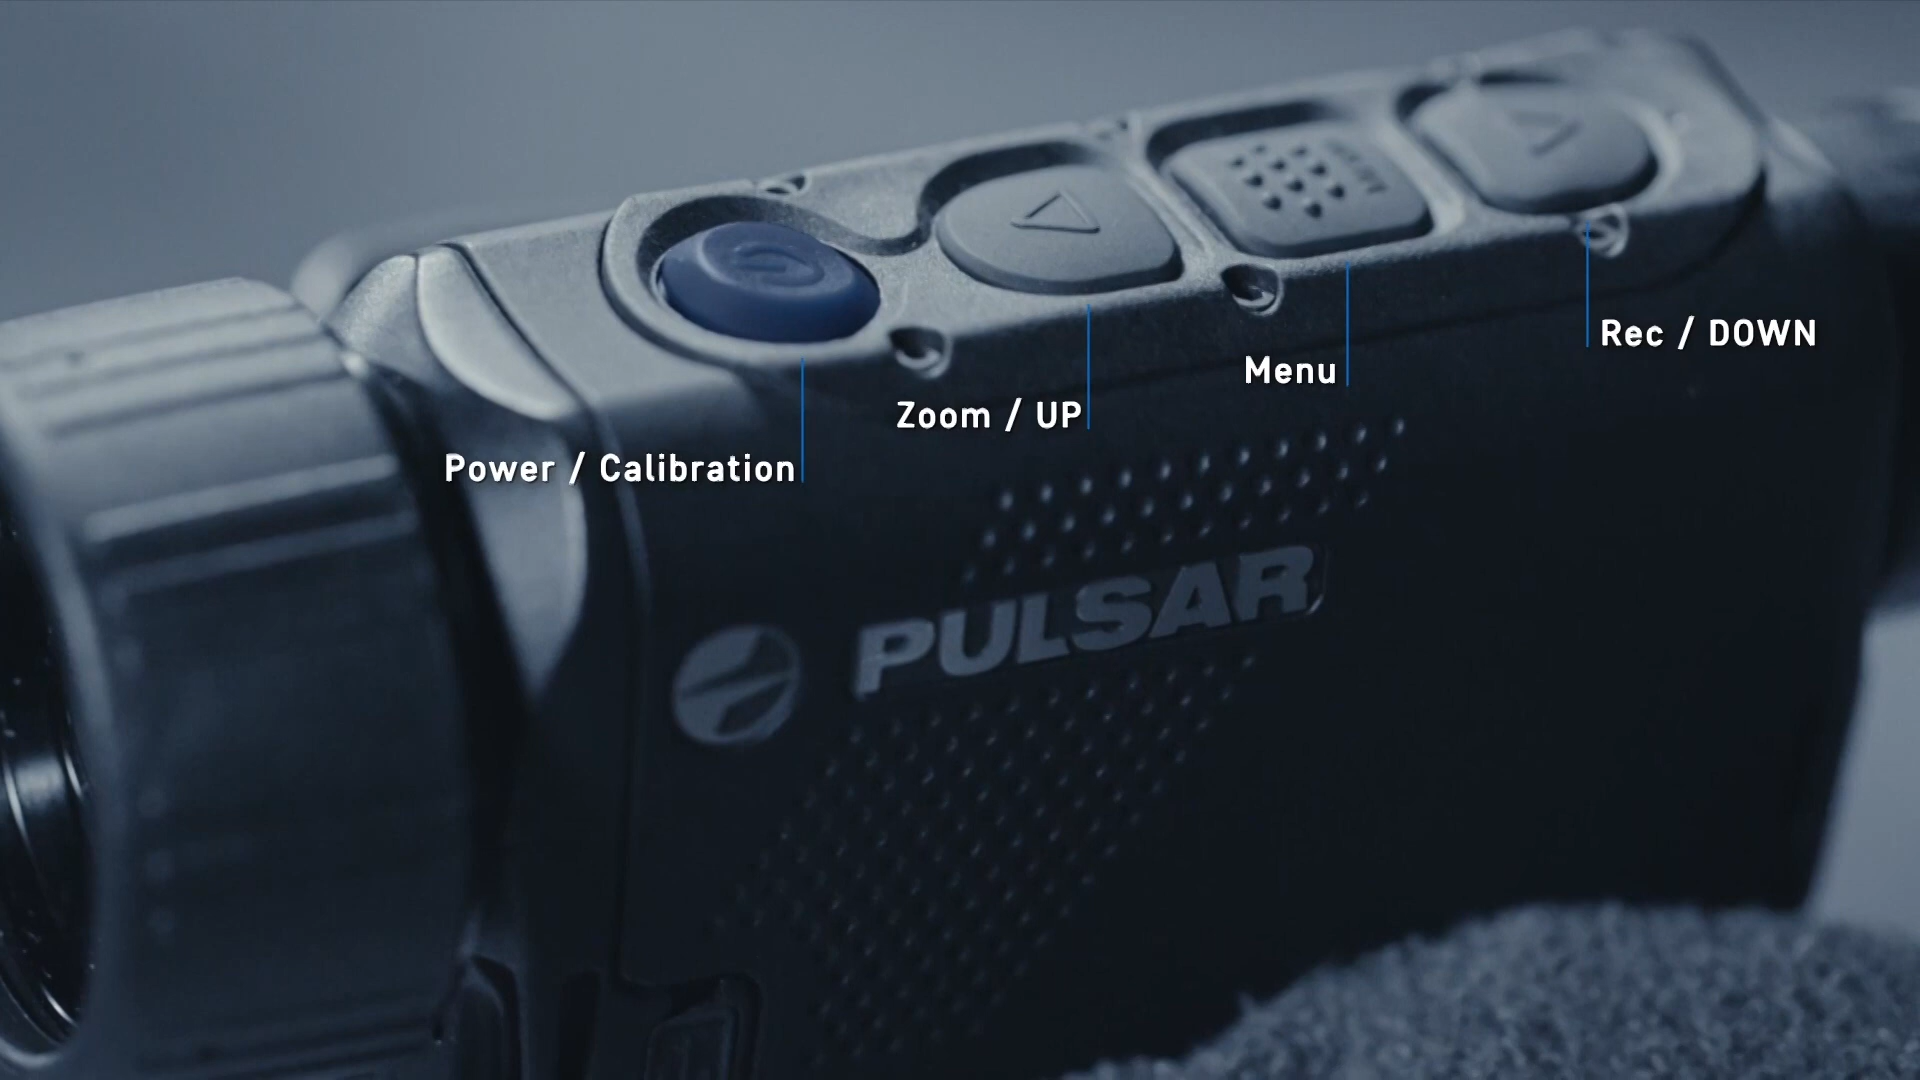 Rec / DOWN
Menu
Zoom / UP
Power / Calibration
PULSAR